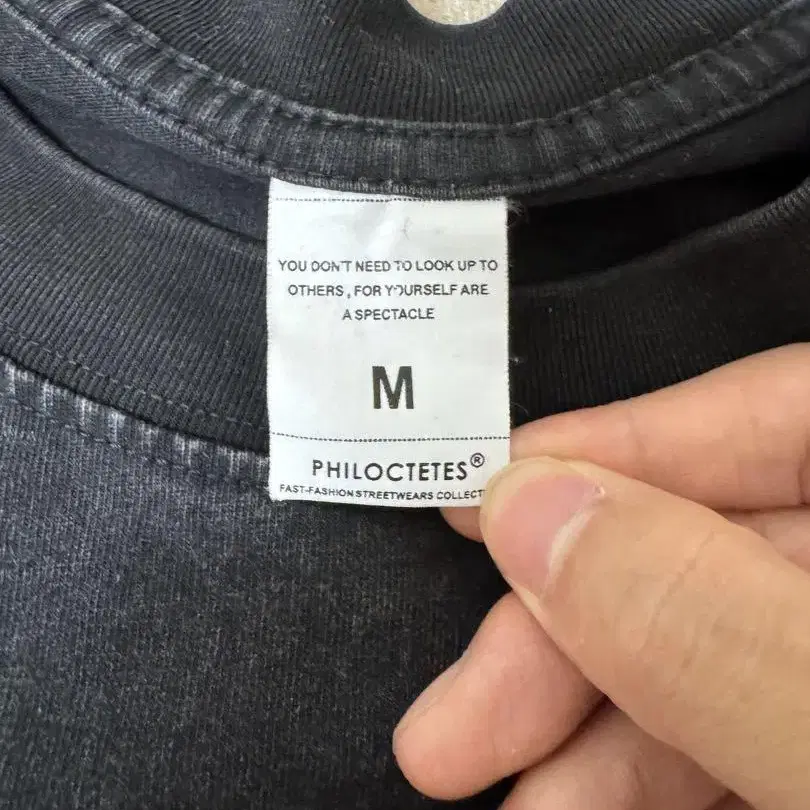 YOU DON'T NEED TO LOOK UP TO
OTHERS, FOR YOURSELF ARE
A SPECTACLE
M
PHILOCTETES®
FAST-FASHION STREETWEARS